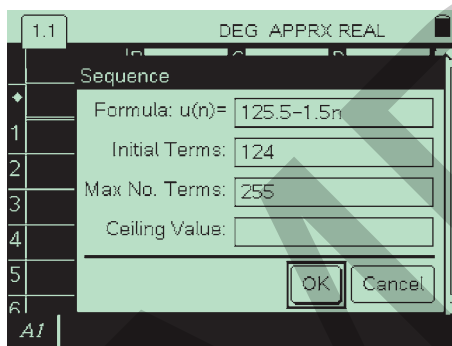 1.1 DEG APPRX REAL
Sequence
Formula: u(n)= 125.5-1.5n
Initial Terms: 124
Max No. Terms: 255
Ceiling Value:
OK Cancel
1
2
3
4
5
6
A1